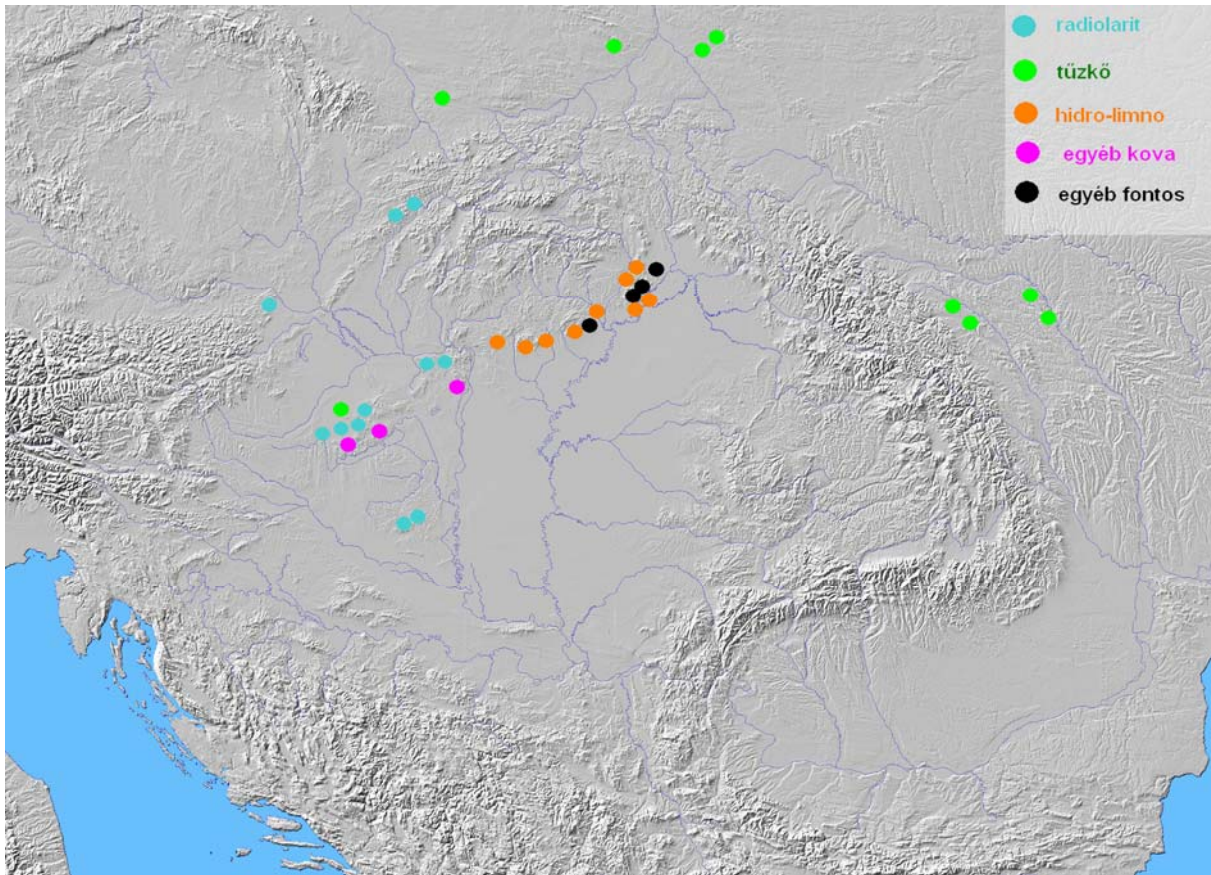 radiolarit
tűzkő
hidro-limno
egyéb kova
egyéb fontos